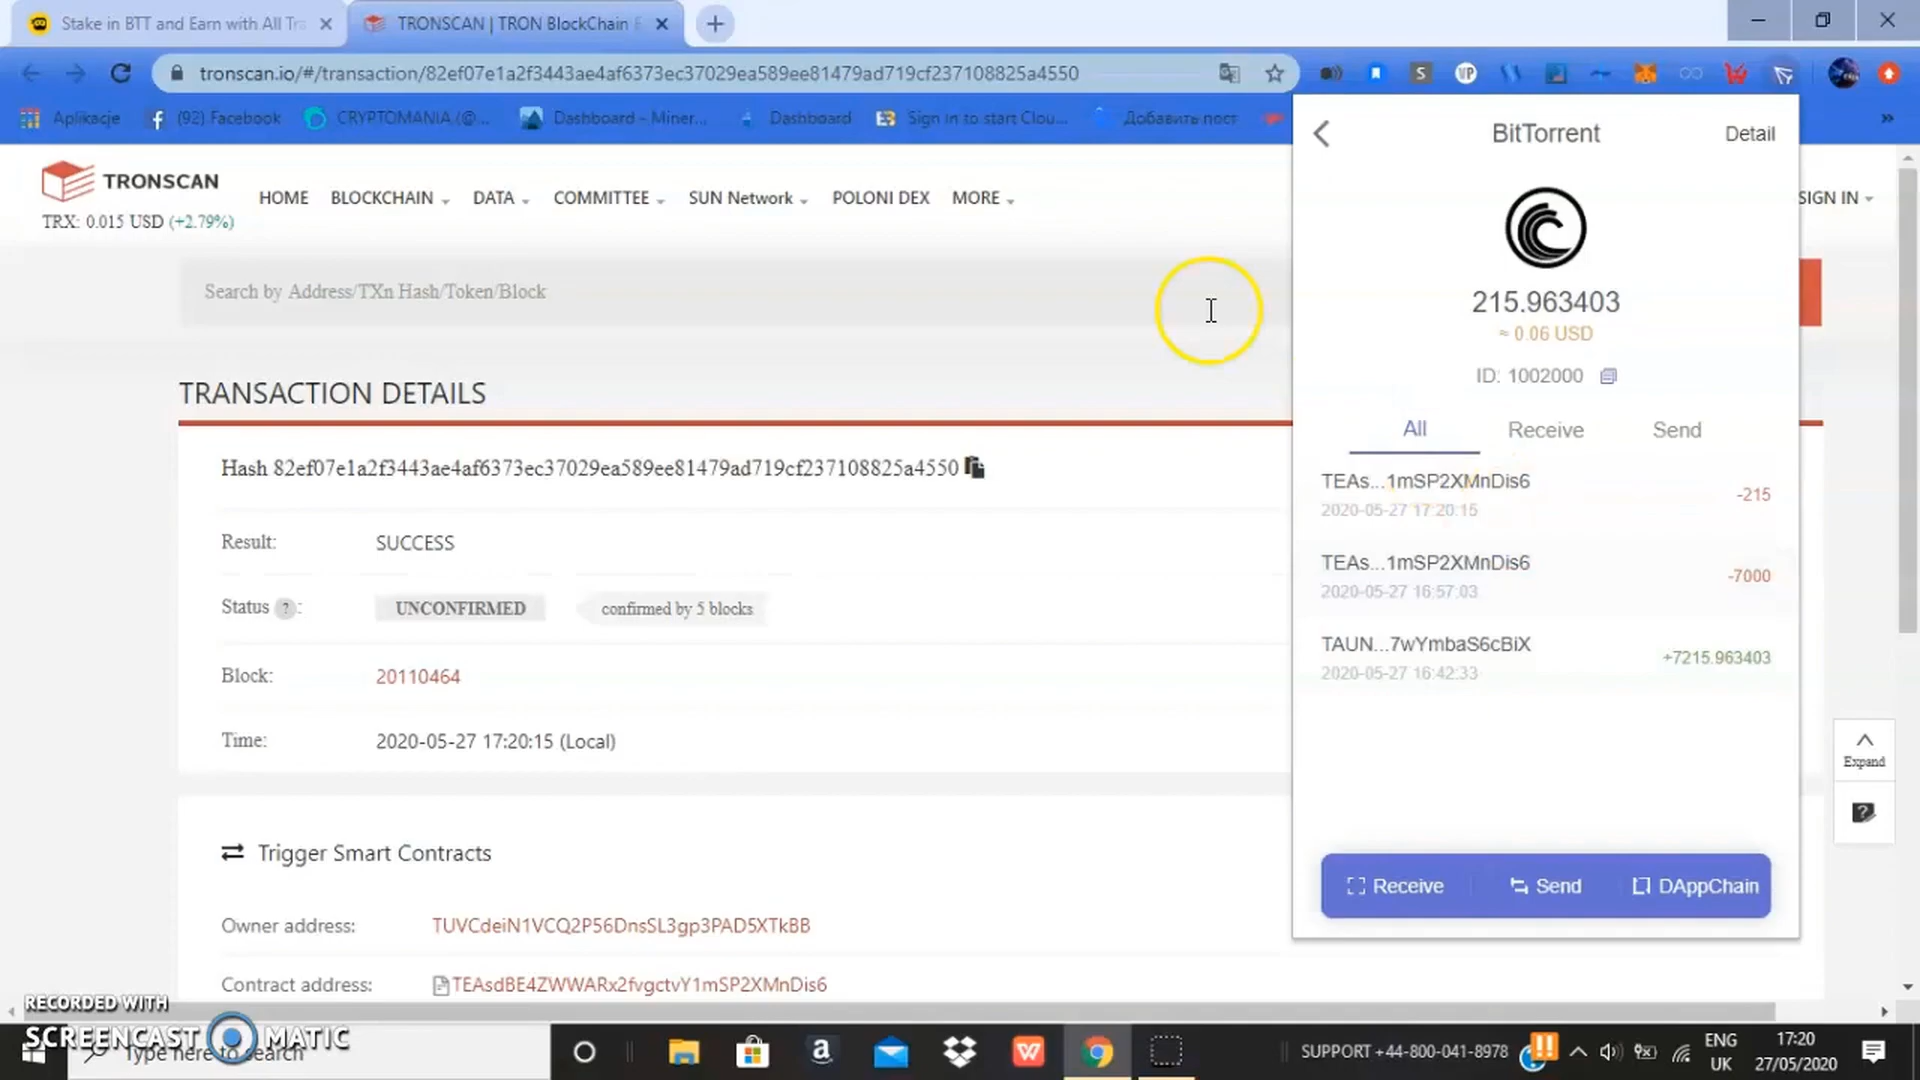 Stake in BTT and Earn with All Tr
TRONSCAN | TRON BlockChain E
tronscan.io/#/transaction/82ef07e1a2f3443ae4af6373ec37029ea589ee81479ad719cf237108825a4550
Aplikacje
(92) Facebook
CRYPTOMANIA (@...
Dashboard - Miner...
Dashboard
Sign in to start Clou...
Добавить пост
»
TRONSCAN
TRX: 0.015 USD (+2.79%)
HOME
BLOCKCHAIN
DATA
COMMITTEE
SUN Network
POLONI DEX
MORE
SIGN IN
Search by Address/TXn Hash/Token/Block
TRANSACTION DETAILS
Hash 82ef07e1a2f3443ae4af6373ec37029ea589ee81479ad719cf237108825a4550
Result: SUCCESS
Status ? : UNCONFIRMED confirmed by 5 blocks
Block: 20110464
Time: 2020-05-27 17:20:15 (Local)
Trigger Smart Contracts
Owner address: TUVCdeiN1VCQ2P56DnsSL3gp3PAD5XTkBB
Contract address: TEAsdBE4ZWWARx2fvgctvY1mSP2XMnDis6
BitTorrent
Detail
215.963403
≈ 0.06 USD
ID: 1002000
All
Receive
Send
TEAs...1mSP2XMnDis6
2020-05-27 17:20:15
-215
TEAs...1mSP2XMnDis6
2020-05-27 16:57:03
-7000
TAUN...7wYmbaS6cBiX
2020-05-27 16:42:33
+7215.963403
Receive
Send
DAppChain
Expand
RECORDED WITH
SCREENCAST MATIC
Type here to search
SUPPORT +44-800-041-8978
ENG
UK
17:20
27/05/2020